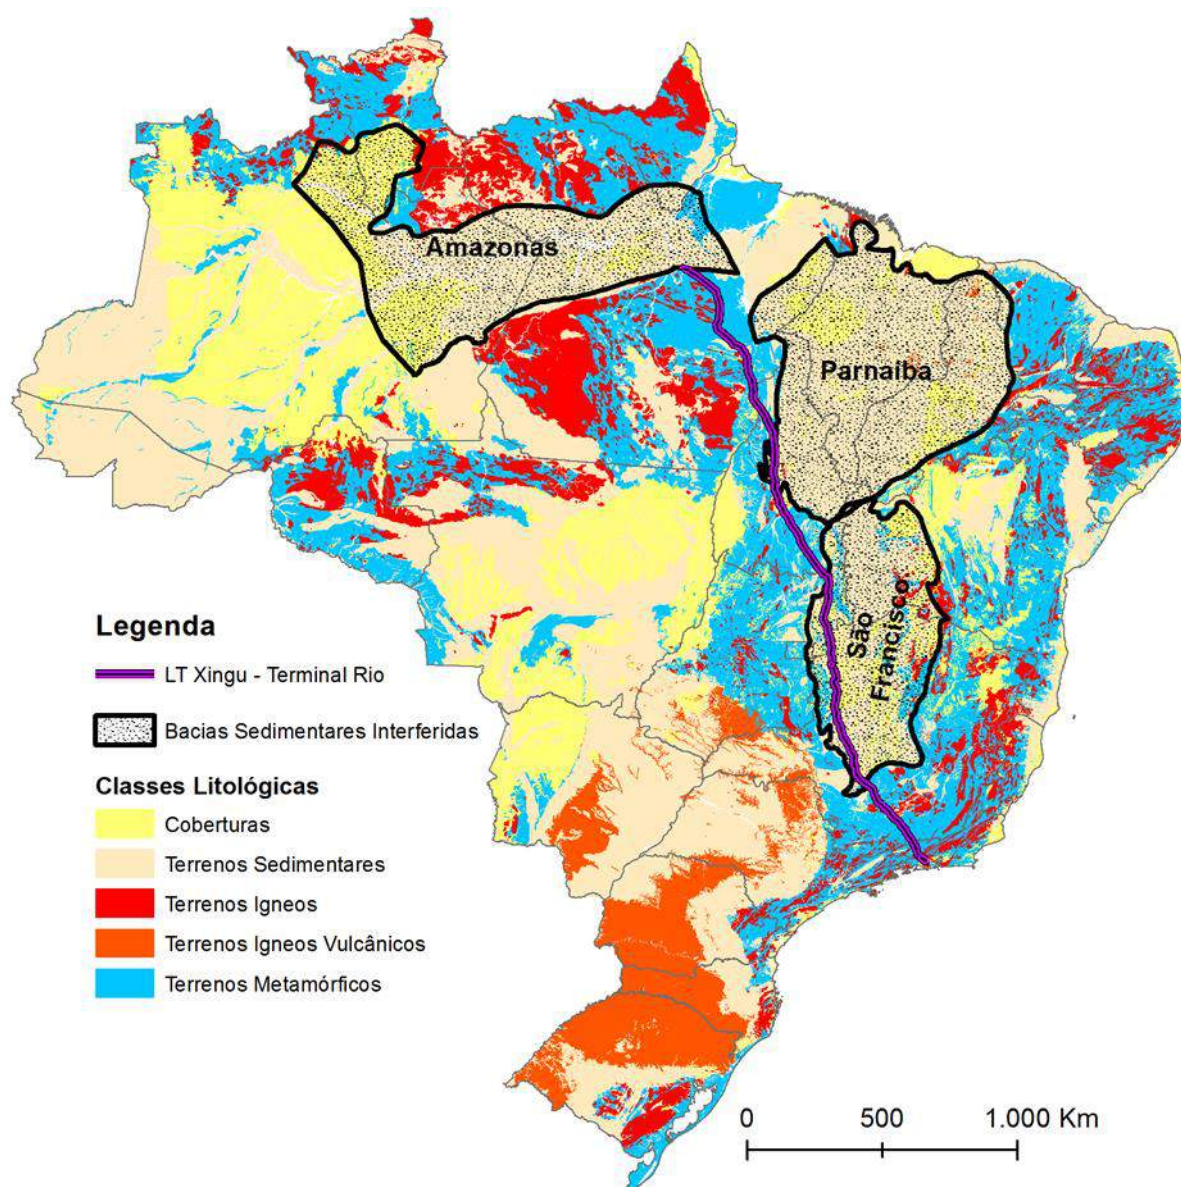 Amazonas
Parnaiba
São
Francisco
Legenda
LT Xingu - Terminal Rio
Bacias Sedimentares Interferidas
Classes Litológicas
Coberturas
Terrenos Sedimentares
Terrenos Igneos
Terrenos Igneos Vulcânicos
Terrenos Metamórficos
0 500 1.000 Km